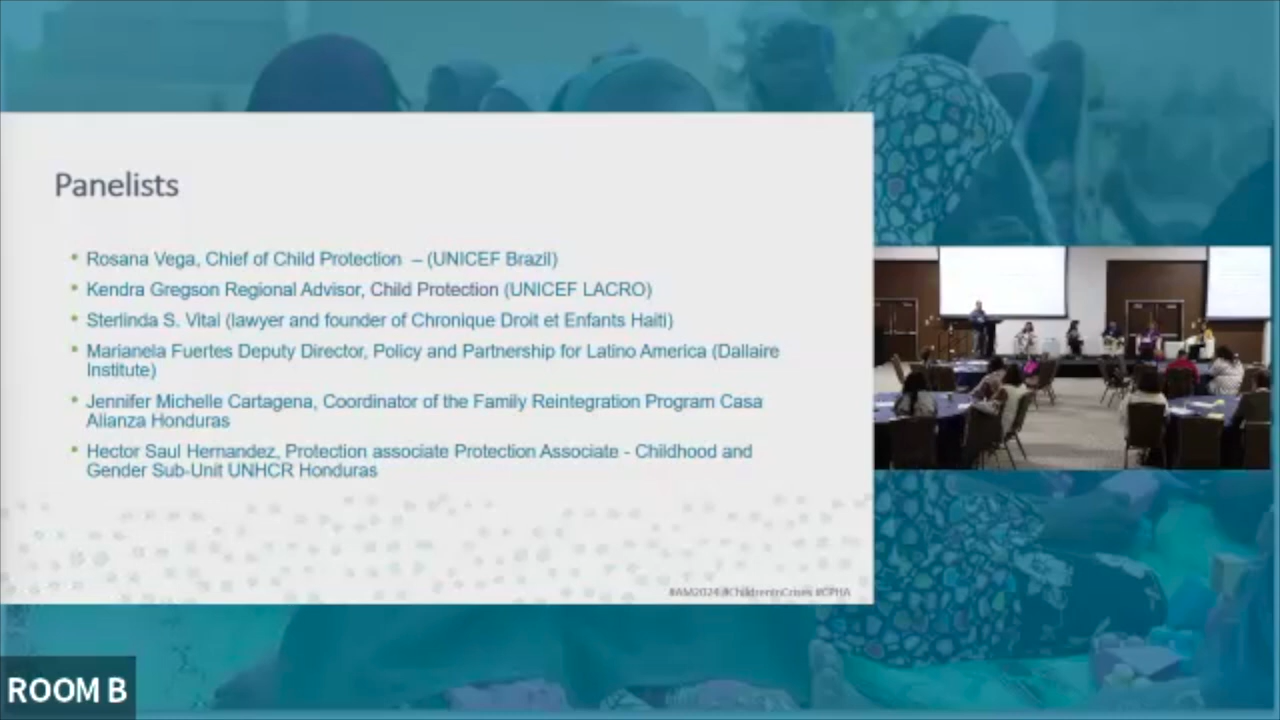 Panelists
• Rosana Vega, Chief of Child Protection – (UNICEF Brazil)
• Kendra Gregson Regional Advisor, Child Protection (UNICEF LACRO)
• Sterlinda S. Vital (lawyer and founder of Chronique Droit et Enfants Haiti)
• Marianela Fuertes Deputy Director, Policy and Partnership for Latino America (Dallaire
Institute)
• Jennifer Michelle Cartagena, Coordinator of the Family Reintegration Program Casa
Alianza Honduras
• Hector Saul Hernandez, Protection associate Protection Associate - Childhood and
Gender Sub-Unit UNHCR Honduras
#AM2024 #ChildreninCrises #CPHA
ROOM B